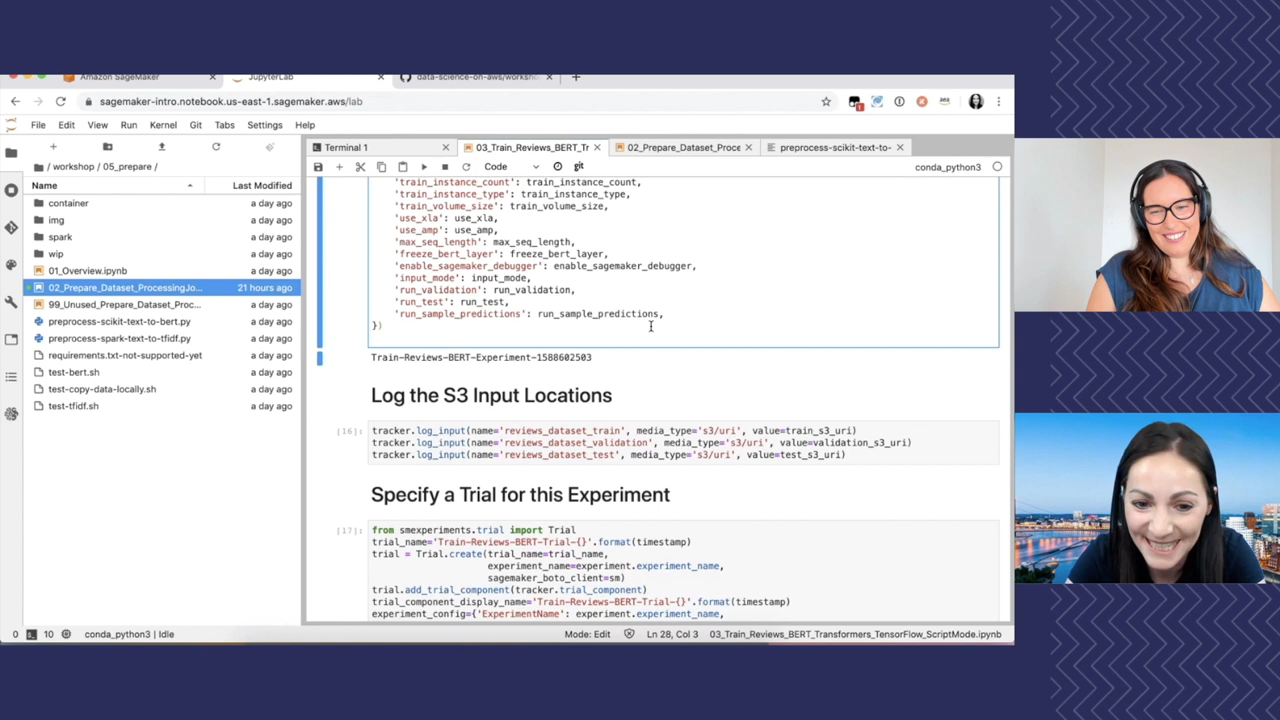 Amazon SageMaker
JupyterLab
data-science-on-aws/worksh
sagemaker-intro.notebook.us-east-1.sagemaker.aws/lab
File Edit View Run Kernel Git Tabs Settings Help
/ workshop / 05_prepare /
Name Last Modified
container a day ago
img a day ago
spark a day ago
wip a day ago
01_Overview.ipynb a day ago
02_Prepare_Dataset_ProcessingJo... 21 hours ago
99_Unused_Prepare_Dataset_Proc... a day ago
preprocess-scikit-text-to-bert.py a day ago
preprocess-spark-text-to-tfidf.py a day ago
requirements.txt-not-supported-yet a day ago
test-bert.sh a day ago
test-copy-data-locally.sh a day ago
test-tfidf.sh a day ago
Terminal 1
03_Train_Reviews_BERT_Tr
02_Prepare_Dataset_Proce
preprocess-scikit-text-to-
Code git conda_python3
'train_instance_count': train_instance_count,
'train_instance_type': train_instance_type,
'train_volume_size': train_volume_size,
'use_xla': use_xla,
'use_amp': use_amp,
'max_seq_length': max_seq_length,
'freeze_bert_layer': freeze_bert_layer,
'enable_sagemaker_debugger': enable_sagemaker_debugger,
'input_mode': input_mode,
'run_validation': run_validation,
'run_test': run_test,
'run_sample_predictions': run_sample_predictions,
})
Train-Reviews-BERT-Experiment-1588602503
Log the S3 Input Locations
[16]: tracker.log_input(name='reviews_dataset_train', media_type='s3/uri', value=train_s3_uri)
tracker.log_input(name='reviews_dataset_validation', media_type='s3/uri', value=validation_s3_uri)
tracker.log_input(name='reviews_dataset_test', media_type='s3/uri', value=test_s3_uri)
Specify a Trial for this Experiment
[17]: from smexperiments.trial import Trial
trial_name='Train-Reviews-BERT-Trial-{}'.format(timestamp)
trial = Trial.create(trial_name=trial_name,
experiment_name=experiment.experiment_name,
sagemaker_boto_client=sm)
trial.add_trial_component(tracker.trial_component)
trial_component_display_name='Train-Reviews-BERT-Trial-{}'.format(timestamp)
experiment_config={'ExperimentName': experiment.experiment_name,
0 10 conda_python3 | Idle Mode: Edit Ln 28, Col 3 03_Train_Reviews_BERT_Transformers_TensorFlow_ScriptMode.ipynb